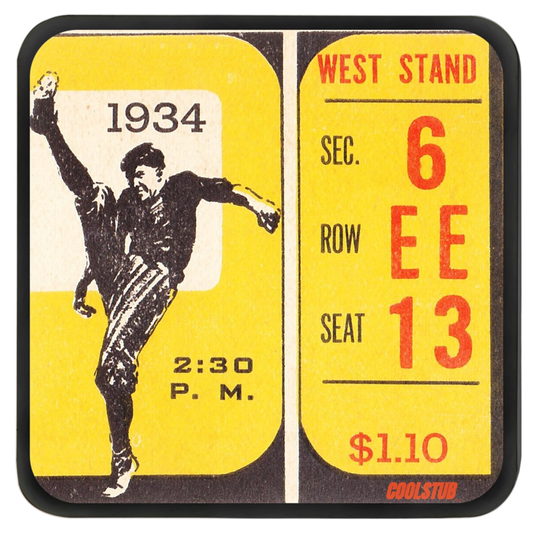 1934
2:30
P. M.
WEST STAND
SEC. 6
ROW EE
SEAT 13
$1.10
COOLSTUB